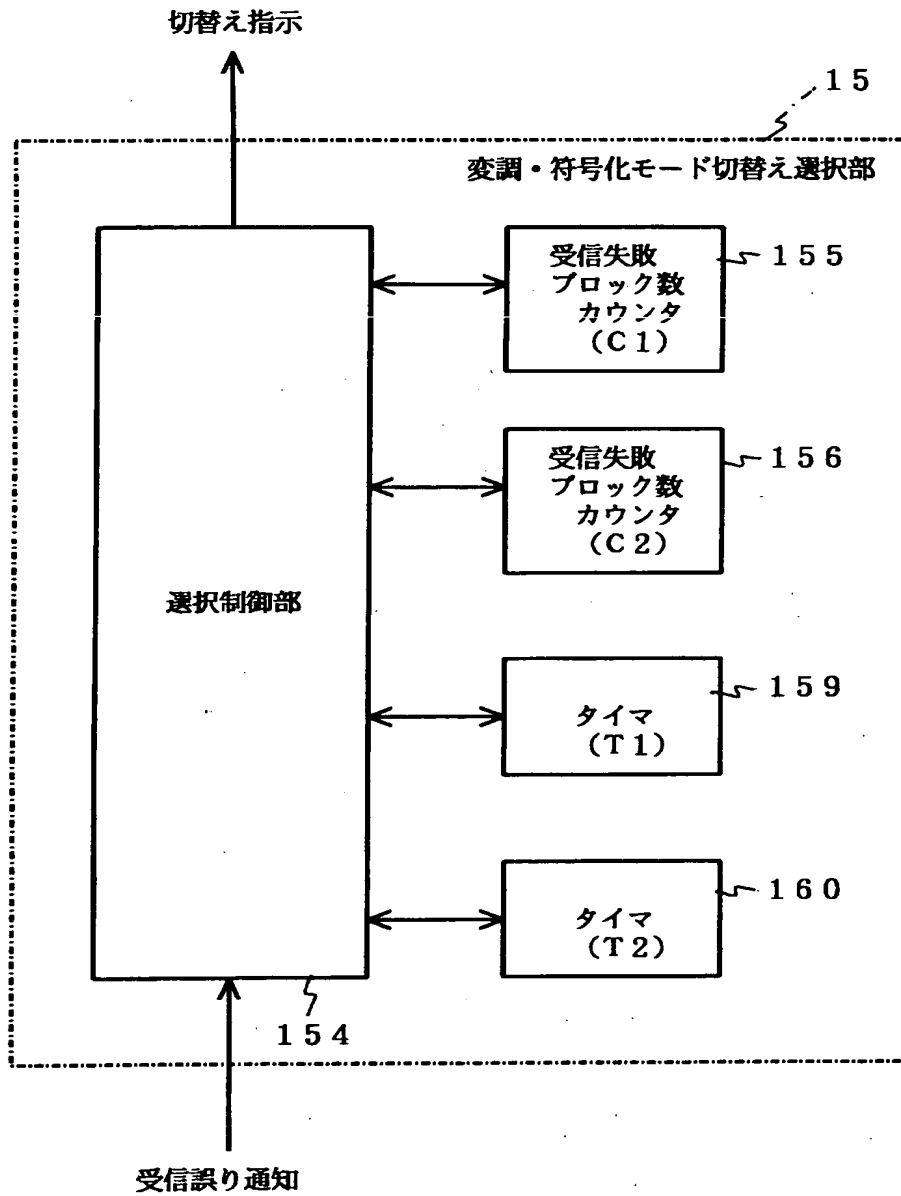 切替え指示
15
変調・符号化モード切替え選択部
受信失敗
ブロック数
カウンタ
(C1)
155
受信失敗
ブロック数
カウンタ
(C2)
156
選択制御部
タイマ
(T1)
159
タイマ
(T2)
160
154
受信誤り通知